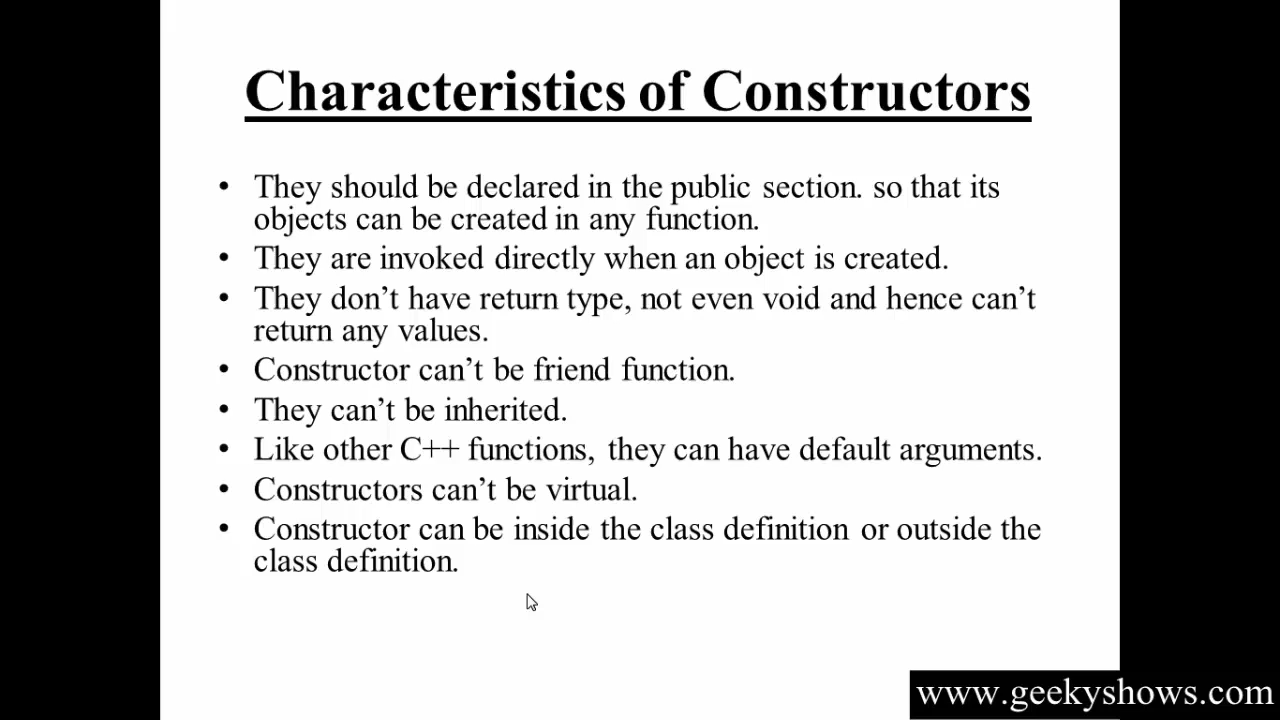 Characteristics of Constructors
• They should be declared in the public section. so that its
objects can be created in any function.
• They are invoked directly when an object is created.
• They don’t have return type, not even void and hence can’t
return any values.
• Constructor can’t be friend function.
• They can’t be inherited.
• Like other C++ functions, they can have default arguments.
• Constructors can’t be virtual.
• Constructor can be inside the class definition or outside the
class definition.
www.geekyshows.com